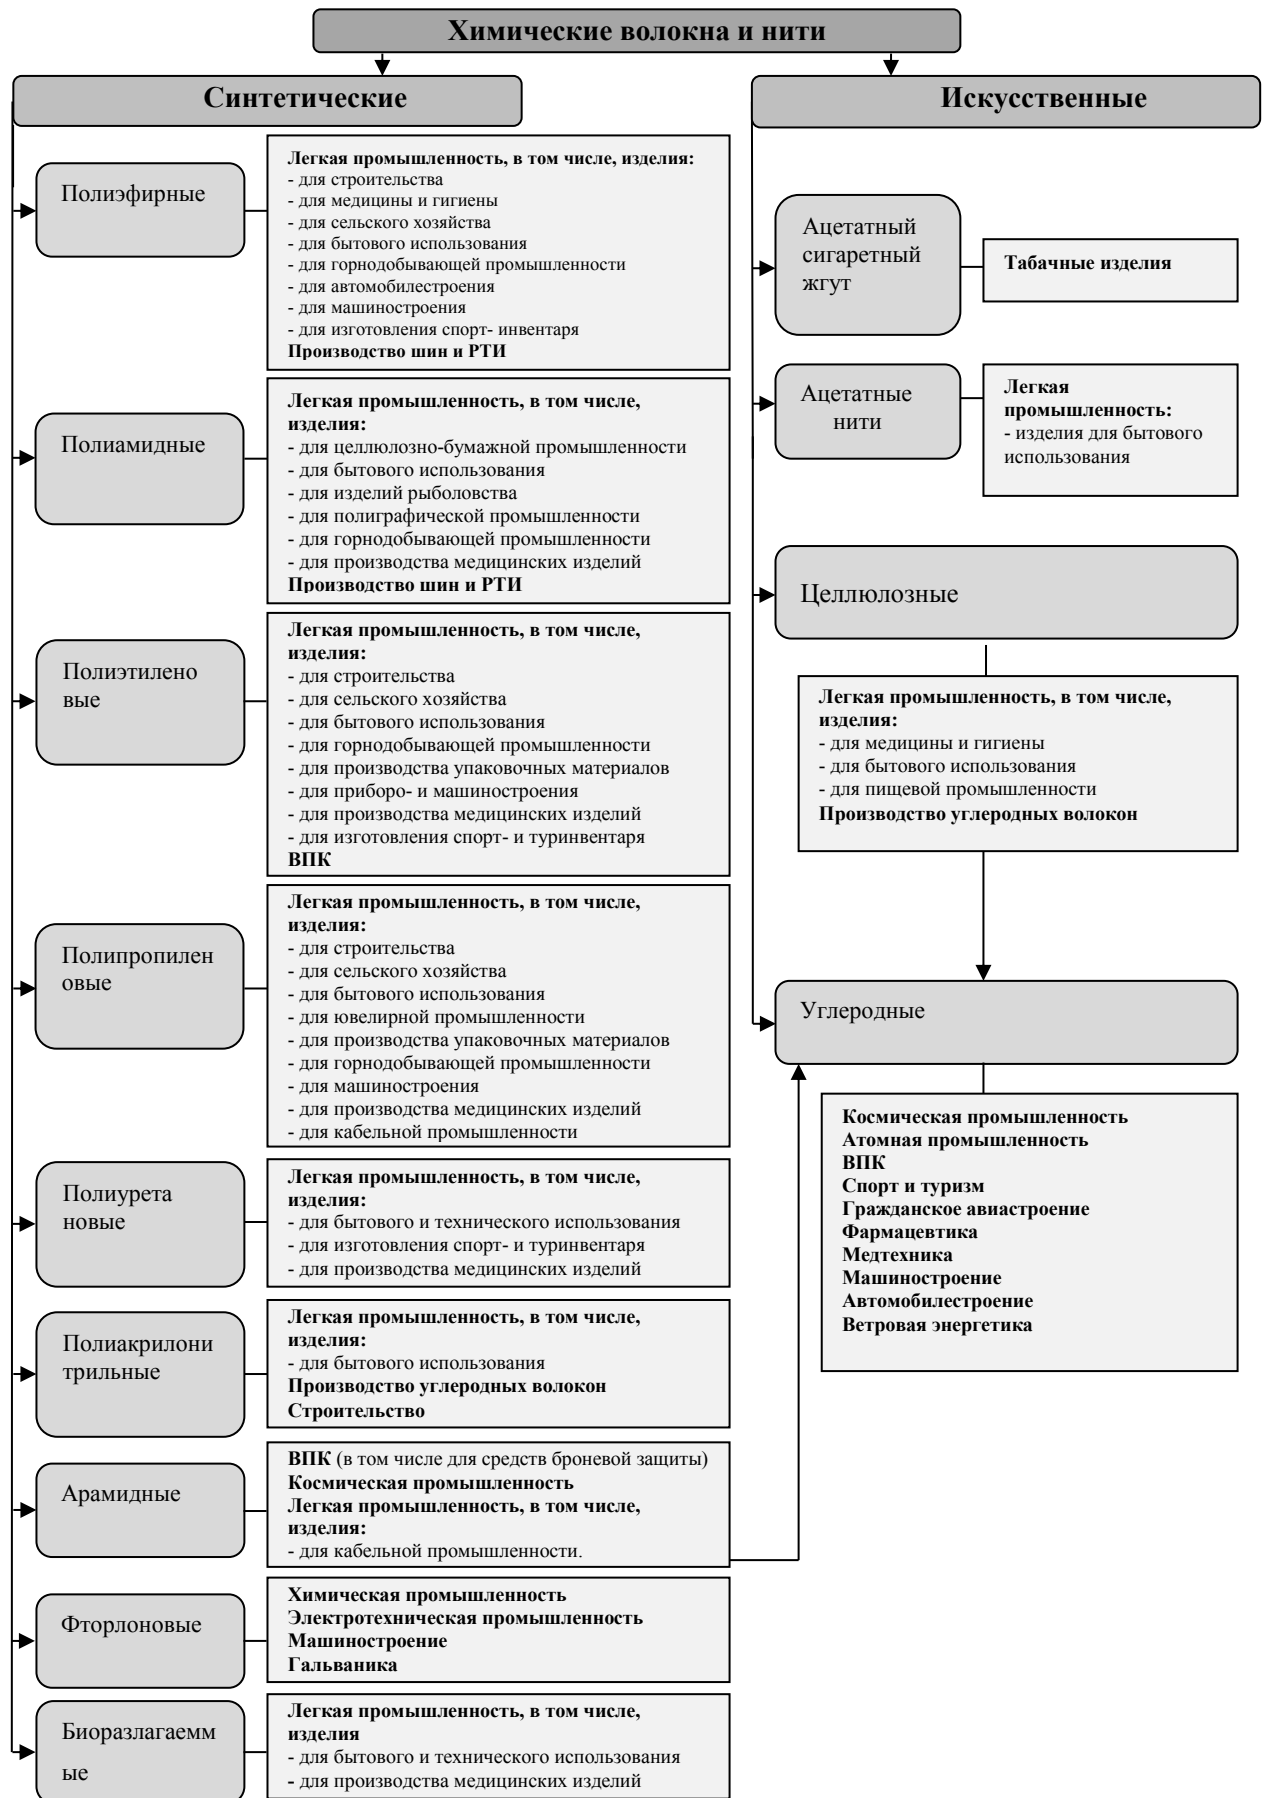 Химические волокна и нити
Синтетические
Полиэфирные
Легкая промышленность, в том числе, изделия:
- для строительства
- для медицины и гигиены
- для сельского хозяйства
- для бытового использования
- для горнодобывающей промышленности
- для автомобилестроения
- для машиностроения
- для изготовления спорт- инвентаря
Производство шин и РТИ
Полиамидные
Легкая промышленность, в том числе,
изделия:
- для целлюлозно-бумажной промышленности
- для бытового использования
- для изделий рыболовства
- для полиграфической промышленности
- для горнодобывающей промышленности
- для производства медицинских изделий
Производство шин и РТИ
Полиэтилено
вые
Легкая промышленность, в том числе,
изделия:
- для строительства
- для сельского хозяйства
- для бытового использования
- для горнодобывающей промышленности
- для производства упаковочных материалов
- для приборо- и машиностроения
- для производства медицинских изделий
- для изготовления спорт- и туринвентаря
ВПК
Полипропилен
овые
Легкая промышленность, в том числе,
изделия:
- для строительства
- для сельского хозяйства
- для бытового использования
- для ювелирной промышленности
- для производства упаковочных материалов
- для горнодобывающей промышленности
- для машиностроения
- для производства медицинских изделий
- для кабельной промышленности
Полиурета
новые
Легкая промышленность, в том числе,
изделия:
- для бытового и технического использования
- для изготовления спорт- и туринвентаря
- для производства медицинских изделий
Полиакрилони
трильные
Легкая промышленность, в том числе,
изделия:
- для бытового использования
Производство углеродных волокон
Строительство
Арамидные
ВПК (в том числе для средств броневой защиты)
Космическая промышленность
Легкая промышленность, в том числе,
изделия:
- для кабельной промышленности.
Фторлоновые
Химическая промышленность
Электротехническая промышленность
Машиностроение
Гальваника
Биоразлагаемм
ые
Легкая промышленность, в том числе,
изделия
- для бытового и технического использования
- для производства медицинских изделий
Искусственные
Ацетатный
сигаретный
жгут
Табачные изделия
Ацетатные
нити
Легкая
промышленность:
- изделия для бытового
использования
Целлюлозные
Легкая промышленность, в том числе,
изделия:
- для медицины и гигиены
- для бытового использования
- для пищевой промышленности
Производство углеродных волокон
Углеродные
Космическая промышленность
Атомная промышленность
ВПК
Спорт и туризм
Гражданское авиастроение
Фармацевтика
Медтехника
Машиностроение
Автомобилестроение
Ветровая энергетика